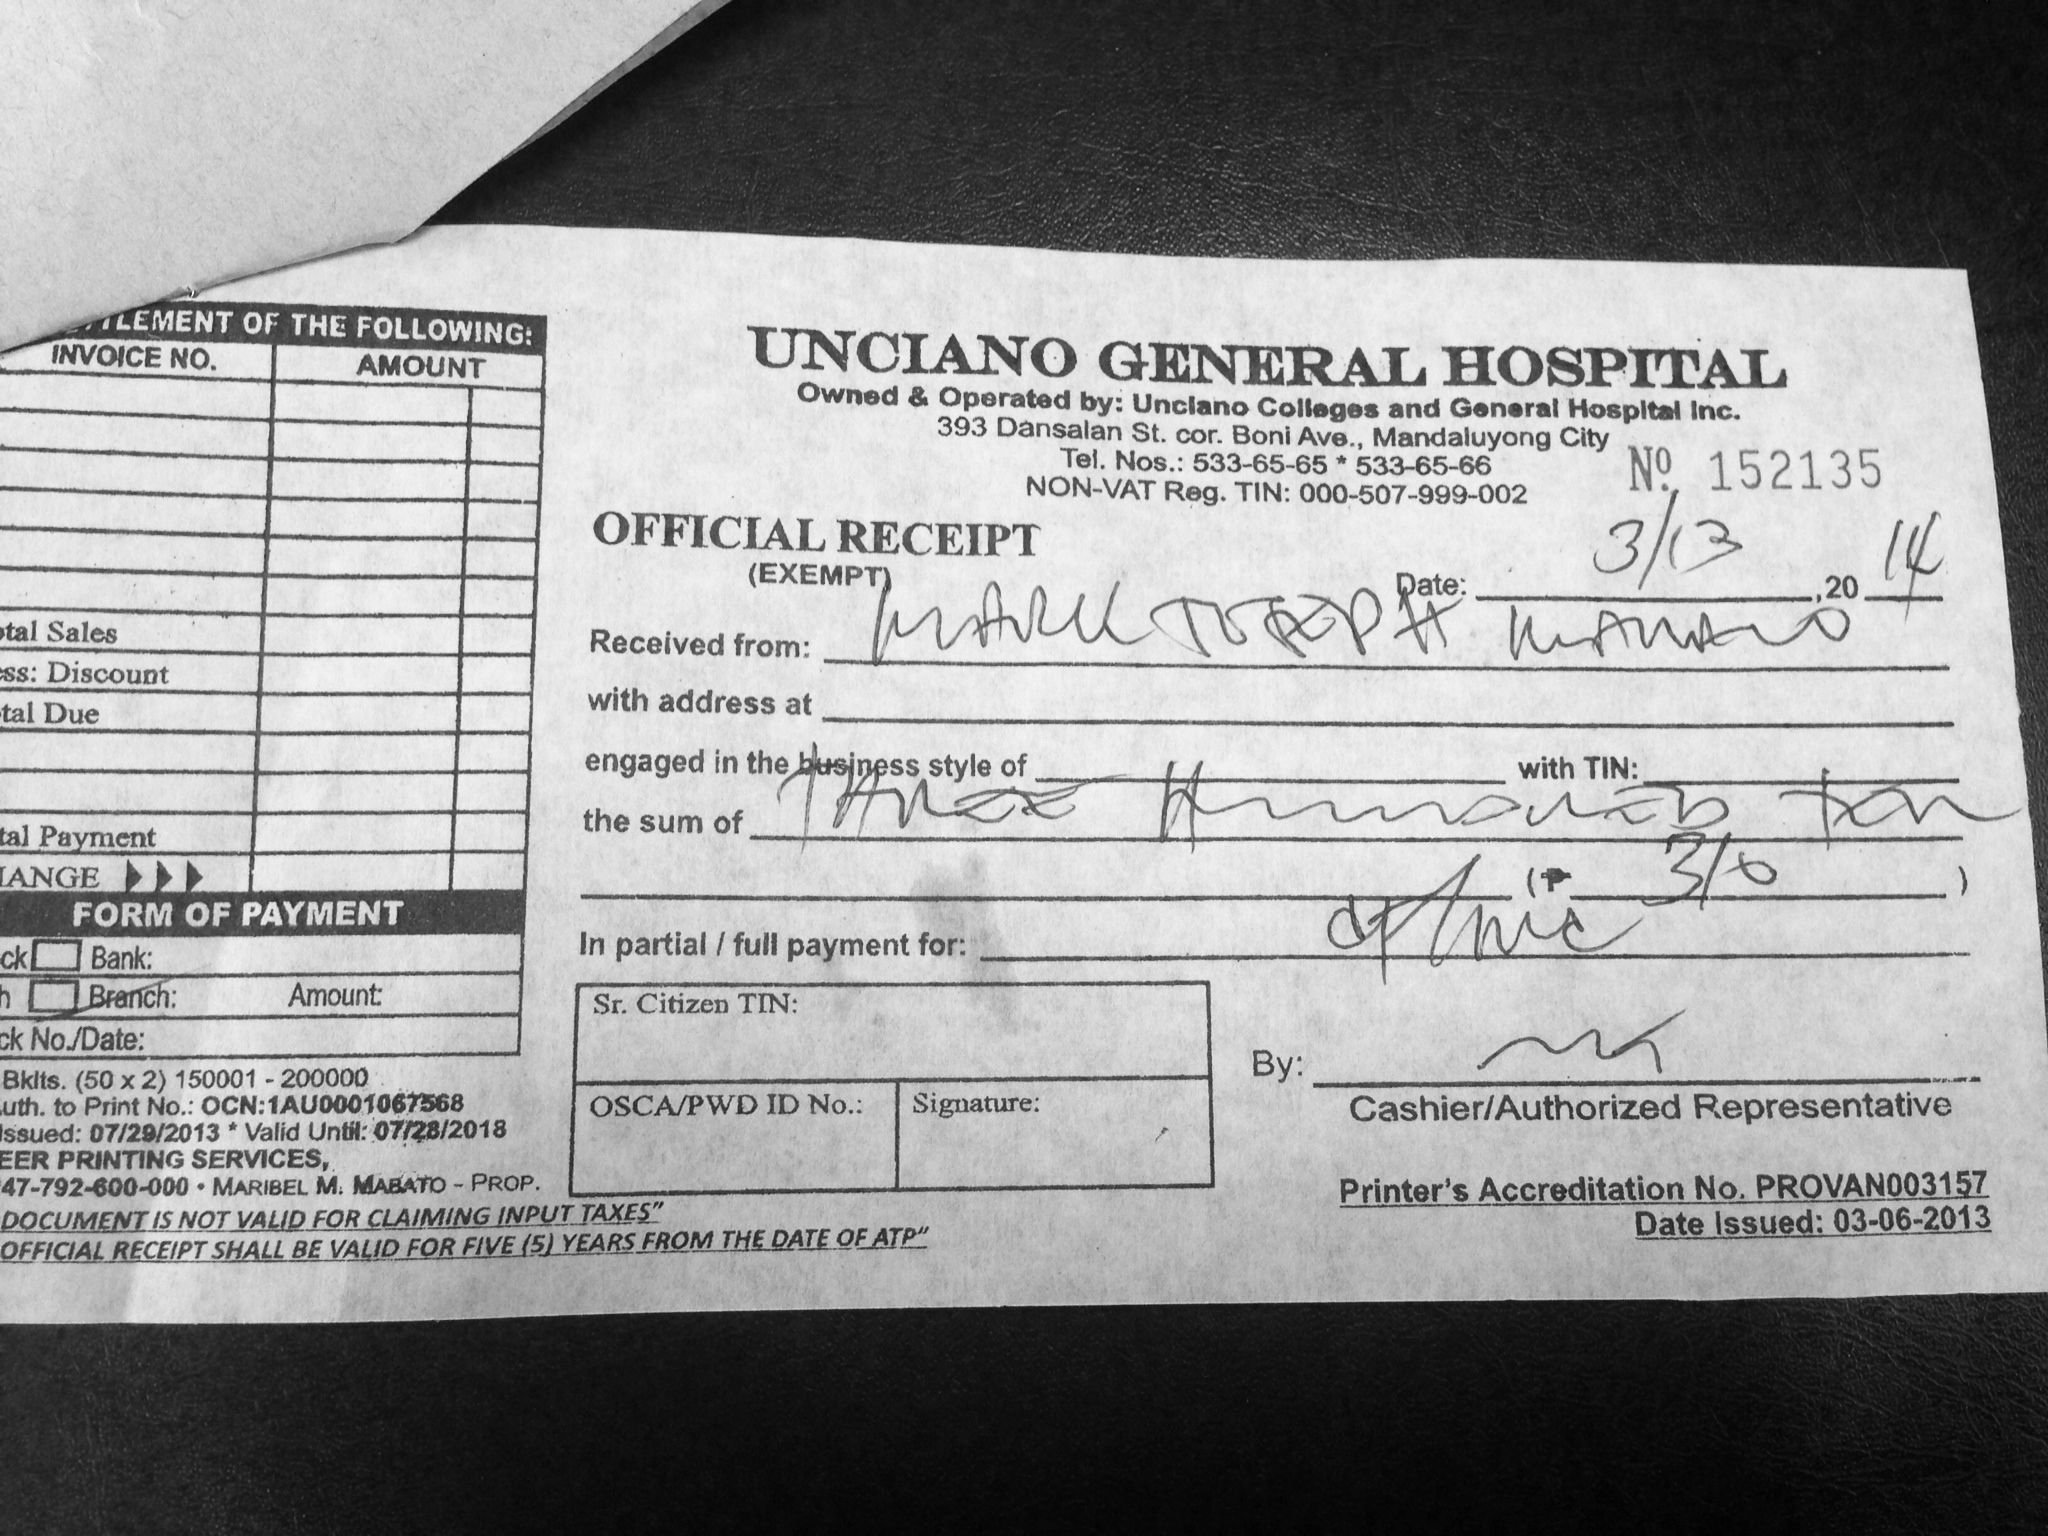 TLEMENT OF THE FOLLOWING:
INVOICE NO. AMOUNT
otal Sales
ess: Discount
otal Due
tal Payment
HANGE
FORM OF PAYMENT
ck Bank:
h Branch: Amount:
ck No./Date:
Bklts. (50 x 2) 150001 - 200000
uth. to Print No.: OCN:1AU0001067568
Issued: 07/29/2013 * Valid Until: 07/28/2018
EER PRINTING SERVICES,
47-792-600-000 • MARIBEL M. MABATO - PROP.
DOCUMENT IS NOT VALID FOR CLAIMING INPUT TAXES"
OFFICIAL RECEIPT SHALL BE VALID FOR FIVE (5) YEARS FROM THE DATE OF ATP"
UNCIANO GENERAL HOSPITAL
Owned & Operated by: Unciano Colleges and General Hospital Inc.
393 Dansalan St. cor. Boni Ave., Mandaluyong City
Tel. Nos.: 533-65-65 * 533-65-66
NON-VAT Reg. TIN: 000-507-999-002
Nº 152135
OFFICIAL RECEIPT
(EXEMPT)
Date: 3/13, 20 14
Received from: MARK JOSEPH
with address at
engaged in the business style of with TIN:
the sum of THREE HUNDRED TEN
(₱ 310 )
In partial / full payment for:
Sr. Citizen TIN:
OSCA/PWD ID No.: Signature:
By:
Cashier/Authorized Representative
Printer's Accreditation No. PROVAN003157
Date Issued: 03-06-2013